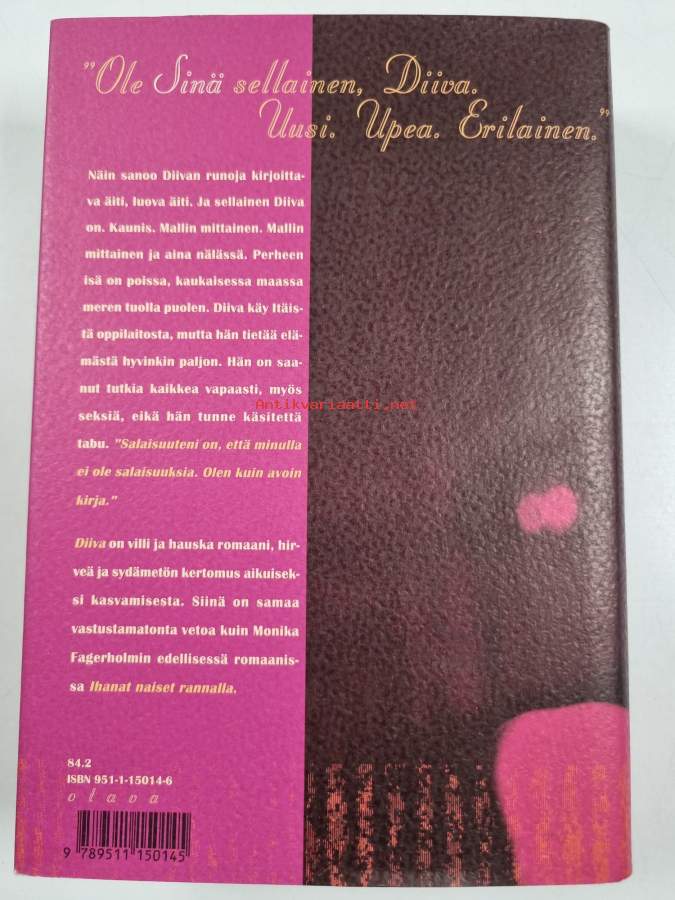 "Ole Sinä sellainen, Diiva.
Uusi. Upea. Erilainen."
Näin sanoo Diivan runoja kirjoitta-
va äiti, luova äiti. Ja sellainen Diiva
on. Kaunis. Mallin mittainen. Mallin
mittainen ja aina nälässä. Perheen
isä on poissa, kaukaisessa maassa
meren tuolla puolen. Diiva käy Itäis-
tä oppilaitosta, mutta hän tietää elä-
mästä hyvinkin paljon. Hän on saa-
nut tutkia kaikkea vapaasti, myös
seksiä, eikä hän tunne käsitettä
tabu. "Salaisuuteni on, että minulla
ei ole salaisuuksia. Olen kuin avoin
kirja."
Diiva on villi ja hauska romaani, hir-
veä ja sydämetön kertomus aikuisek-
si kasvamisesta. Siinä on samaa
vastustamatonta vetoa kuin Monika
Fagerholmin edellisessä romaanis-
sa Ihanat naiset rannalla.
Antikvariaatti.net
84.2
ISBN 951-1-15014-6
otava
9 789511 150145